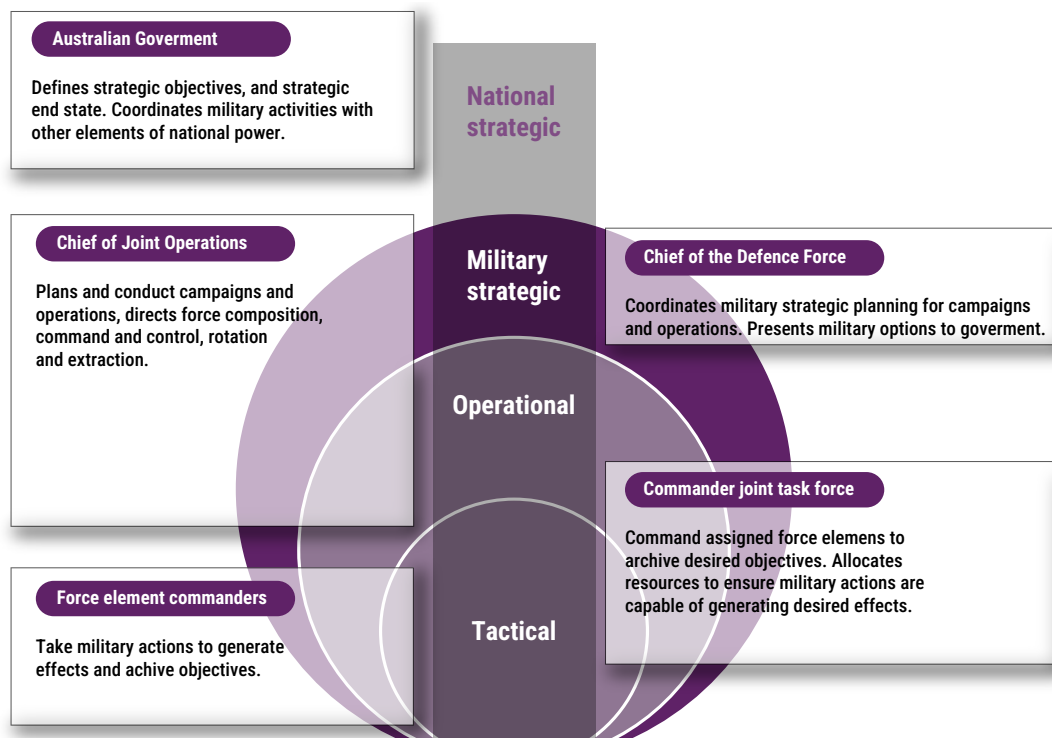 Australian Goverment
Defines strategic objectives, and strategic
end state. Coordinates military activities with
other elements of national power.
National
strategic
Chief of Joint Operations
Plans and conduct campaigns and
operations, directs force composition,
command and control, rotation
and extraction.
Military
strategic
Chief of the Defence Force
Coordinates military strategic planning for campaigns
and operations. Presents military options to goverment.
Operational
Commander joint task force
Command assigned force elemens to
archive desired objectives. Allocates
resources to ensure military actions are
capable of generating desired effects.
Force element commanders
Take military actions to generate
effects and achive objectives.
Tactical